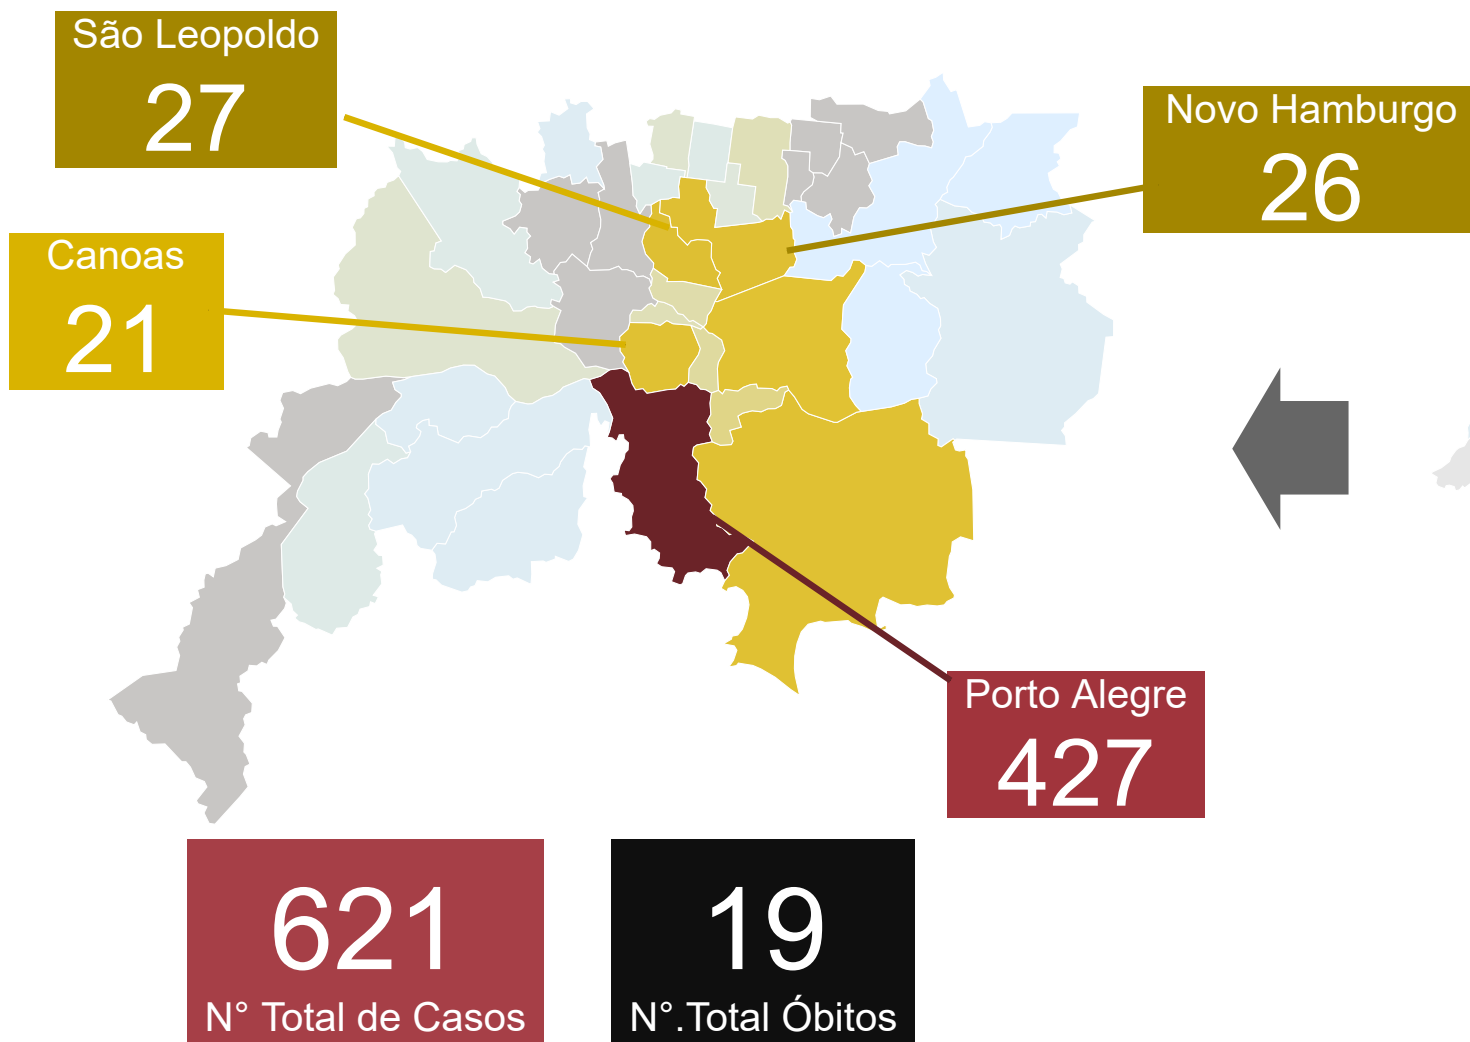 São Leopoldo
27
Novo Hamburgo
26
Canoas
21
Porto Alegre
427
621
N° Total de Casos
19
N°.Total Óbitos